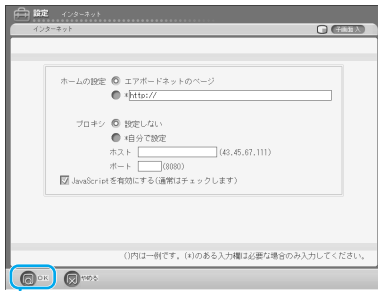 設定 インターネット
インターネット
子画面入
ホームの設定 エアボードネットのページ
*http://
プロキシ 設定しない
*自分で設定
ホスト (43.45.67.111)
ポート (8080)
JavaScriptを有効にする(通常はチェックします)
()内は一例です。(*)のある入力欄は必要な場合のみ入力してください。
OK やめる